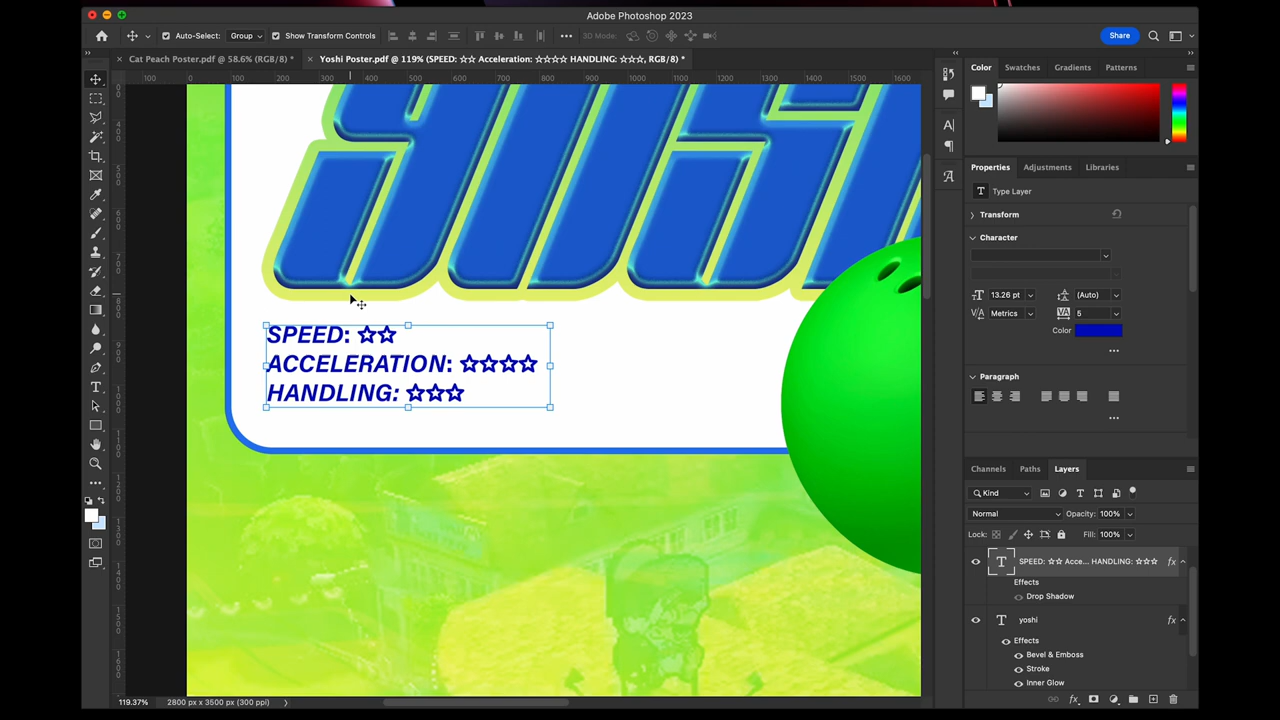 Adobe Photoshop 2023
Auto-Select: Group Show Transform Controls 3D Mode: Share
Cat Peach Poster.pdf @ 58.6% (RGB/8) * Yoshi Poster.pdf @ 119% (SPEED: ☆☆ Acceleration: ☆☆☆☆ HANDLING: ☆☆☆, RGB/8) *
100 0 100 200 300 400 500 600 700 800 900 1000 1100 1200 1300 1400 1500 1600
Color Swatches Gradients Patterns
Properties Adjustments Libraries
T Type Layer
Transform
Character
13.26 pt (Auto)
Metrics 5
Color
Paragraph
SPEED: ☆☆
ACCELERATION: ☆☆☆☆
HANDLING: ☆☆☆
Channels Paths Layers
Kind
Normal Opacity: 100%
Lock: Fill: 100%
T SPEED: ☆☆ Acce... HANDLING: ☆☆☆ fx
Effects
Drop Shadow
T yoshi fx
Effects
Bevel & Emboss
Stroke
Inner Glow
119.37% 2800 px x 3500 px (300 ppi)